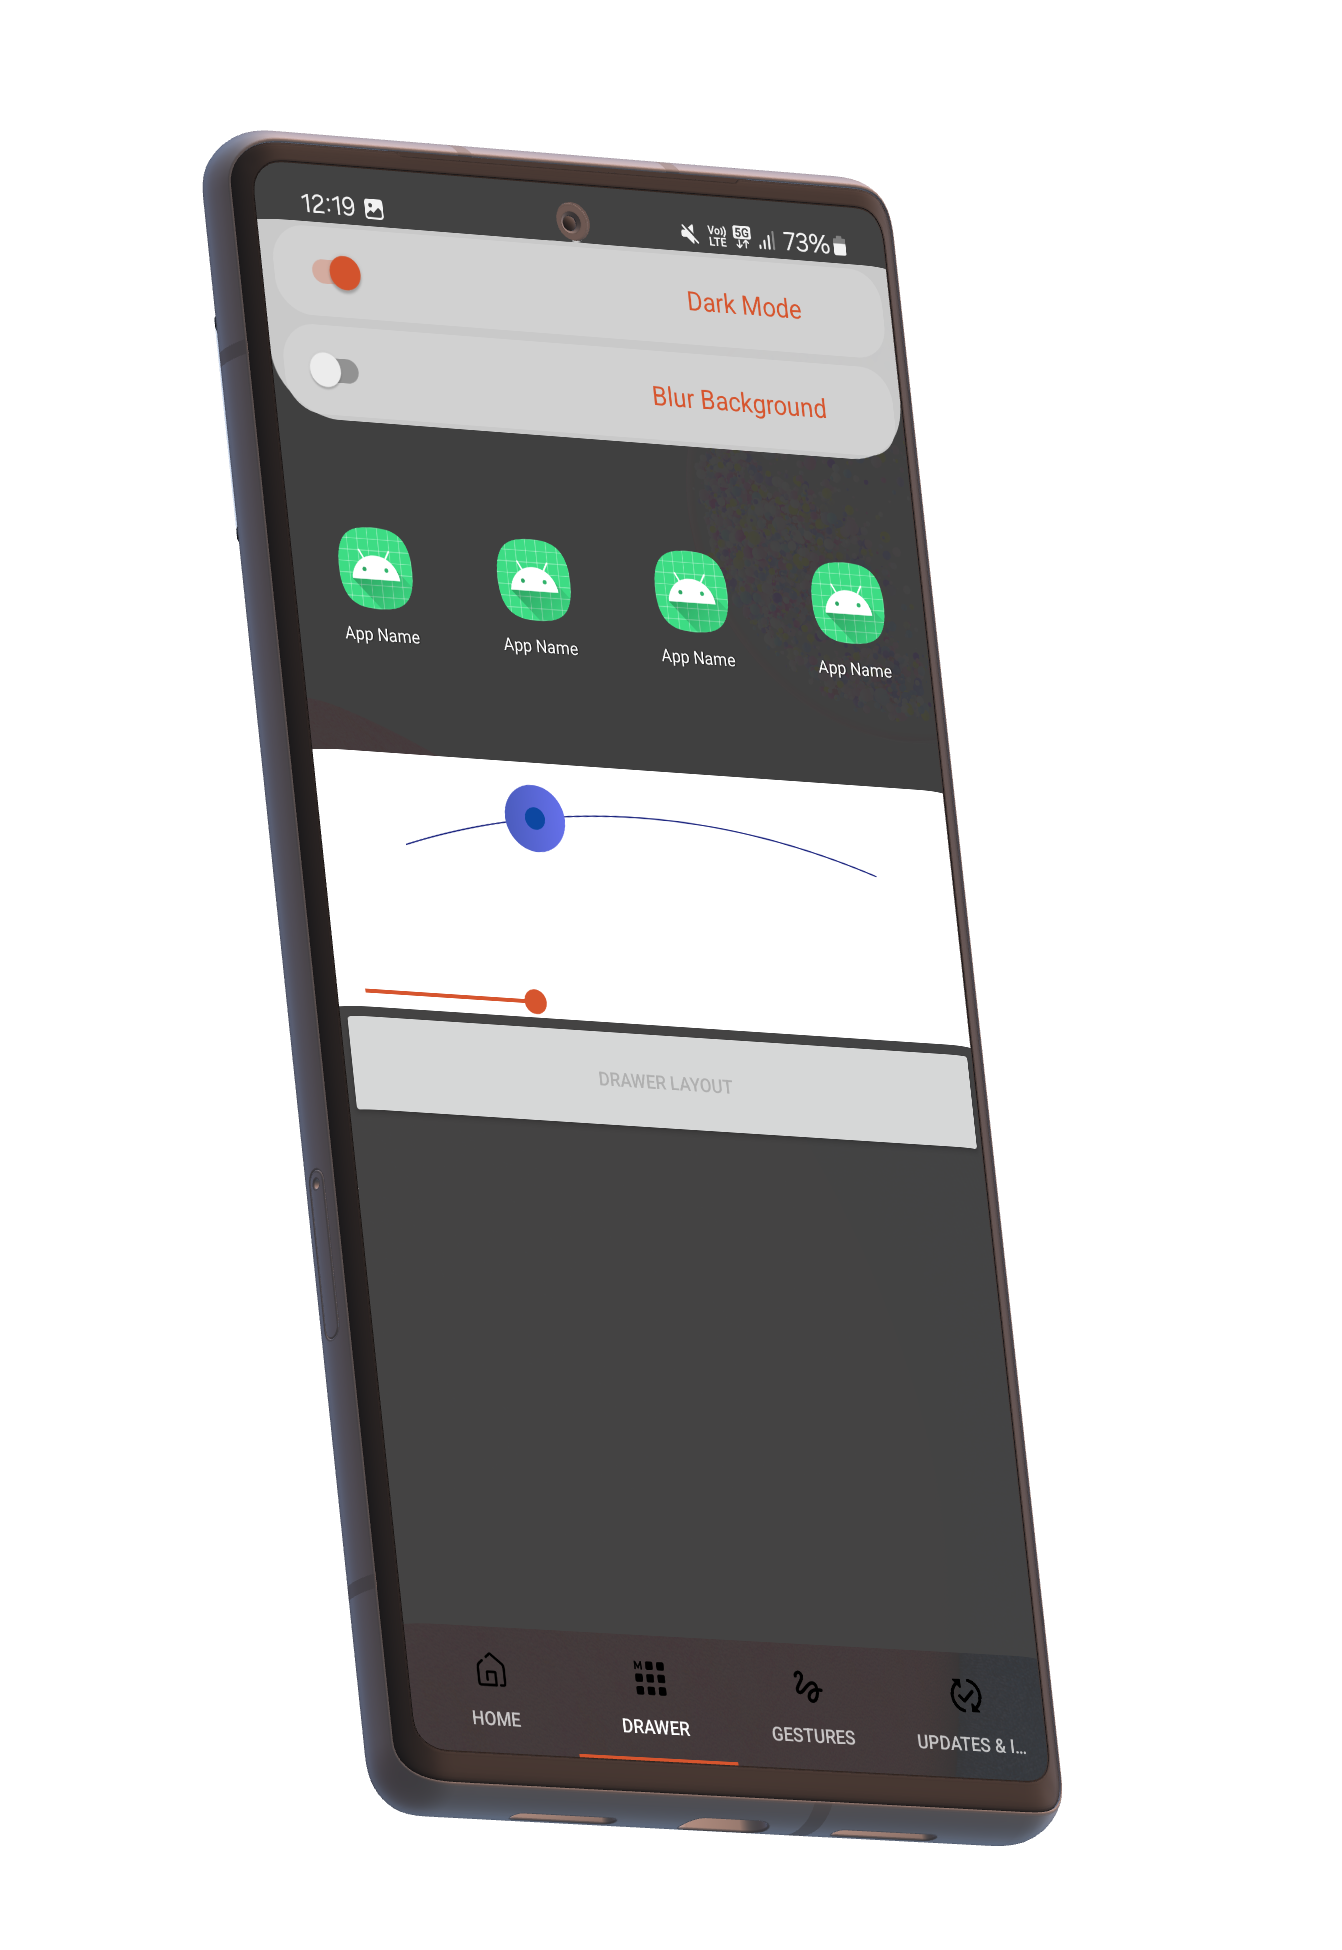 12:19
Vo)) LTE 5G 73%
Dark Mode
Blur Background
App Name App Name App Name App Name
DRAWER LAYOUT
M
HOME DRAWER GESTURES UPDATES & I...